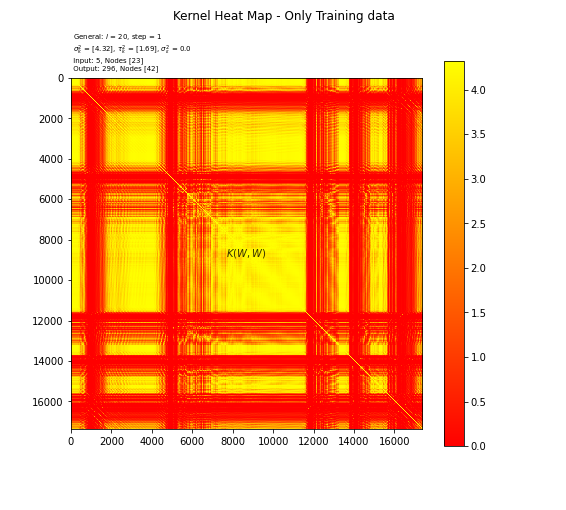 Kernel Heat Map - Only Training data
General: l = 20, step = 1
σ_f^2 = [4.32], τ_f^2 = [1.69], σ_ε^2 = 0.0
Input: 5, Nodes [23]
Output: 296, Nodes [42]
0
2000
4000
6000
8000
10000
12000
14000
16000
K(W, W)
0 2000 4000 6000 8000 10000 12000 14000 16000
4.0
3.5
3.0
2.5
2.0
1.5
1.0
0.5
0.0